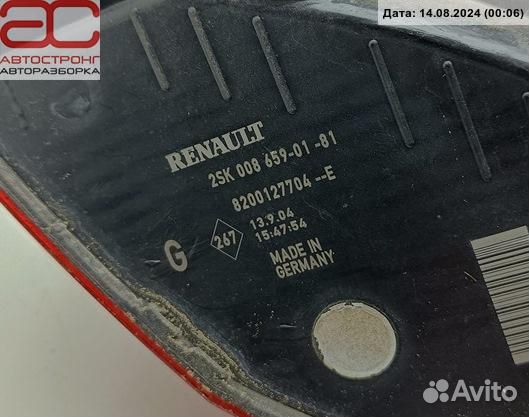 Дата: 14.08.2024 (00:06)
АС
АВТОСТРОНГ
АВТОРАЗБОРКА
RENAULT
2SK 008 659-01 -81
8200127704 --E
G
267
13.9.04
15:47:54
MADE IN
GERMANY
Авито